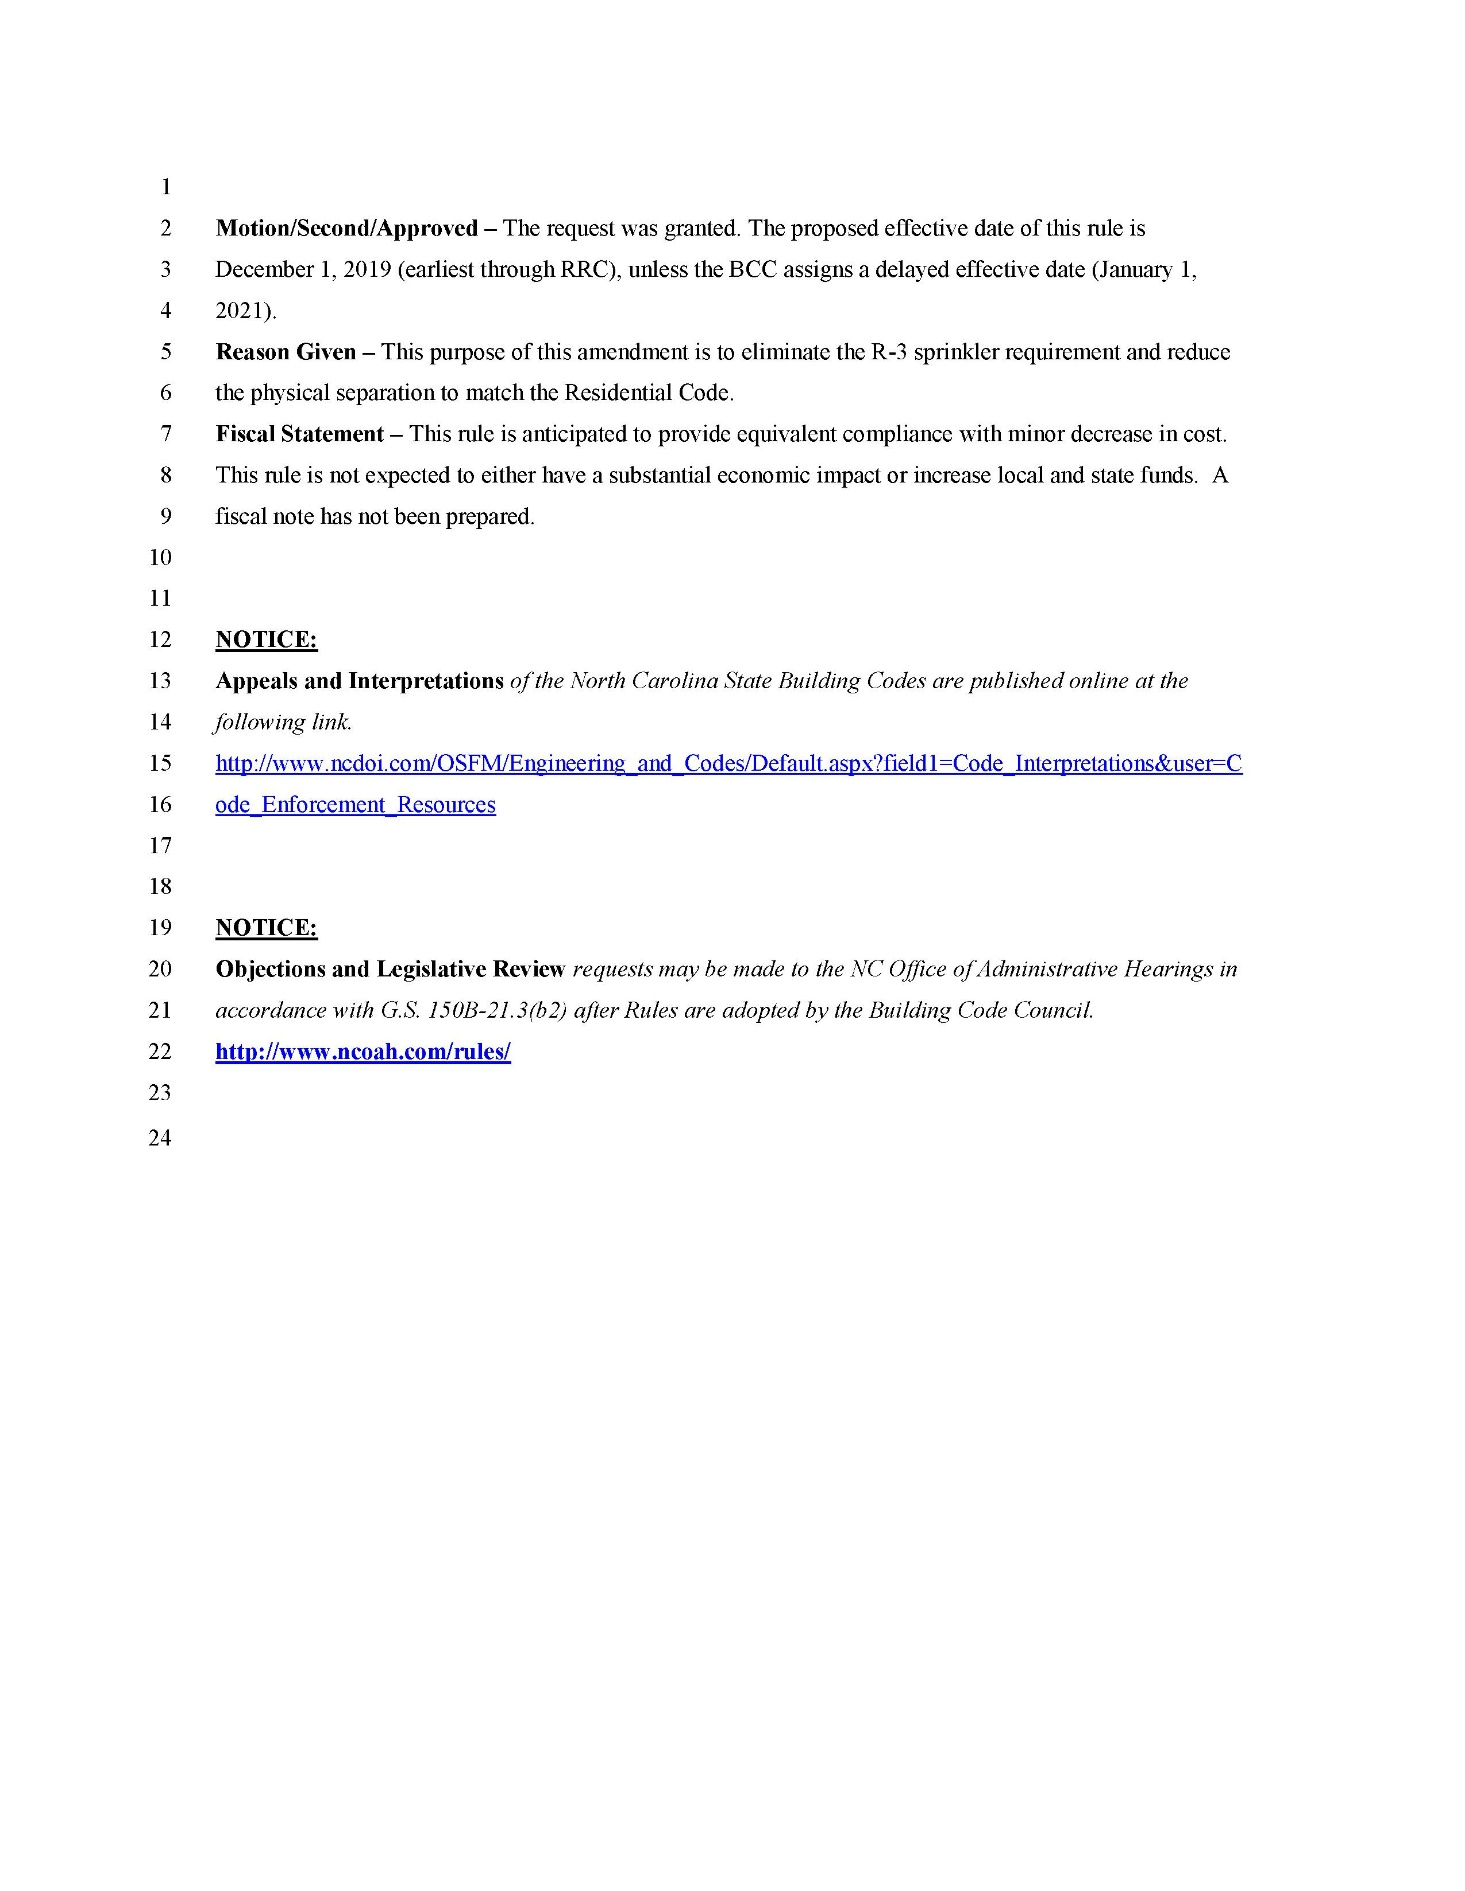 1
2 Motion/Second/Approved – The request was granted. The proposed effective date of this rule is
3 December 1, 2019 (earliest through RRC), unless the BCC assigns a delayed effective date (January 1,
4 2021).
5 Reason Given – This purpose of this amendment is to eliminate the R-3 sprinkler requirement and reduce
6 the physical separation to match the Residential Code.
7 Fiscal Statement – This rule is anticipated to provide equivalent compliance with minor decrease in cost.
8 This rule is not expected to either have a substantial economic impact or increase local and state funds.  A
9 fiscal note has not been prepared.
10
11
12 NOTICE:
13 Appeals and Interpretations of the North Carolina State Building Codes are published online at the
14 following link.
15 http://www.ncdoi.com/OSFM/Engineering_and_Codes/Default.aspx?field1=Code_Interpretations&user=C
16 ode_Enforcement_Resources
17
18
19 NOTICE:
20 Objections and Legislative Review requests may be made to the NC Office of Administrative Hearings in
21 accordance with G.S. 150B-21.3(b2) after Rules are adopted by the Building Code Council.
22 http://www.ncoah.com/rules/
23
24